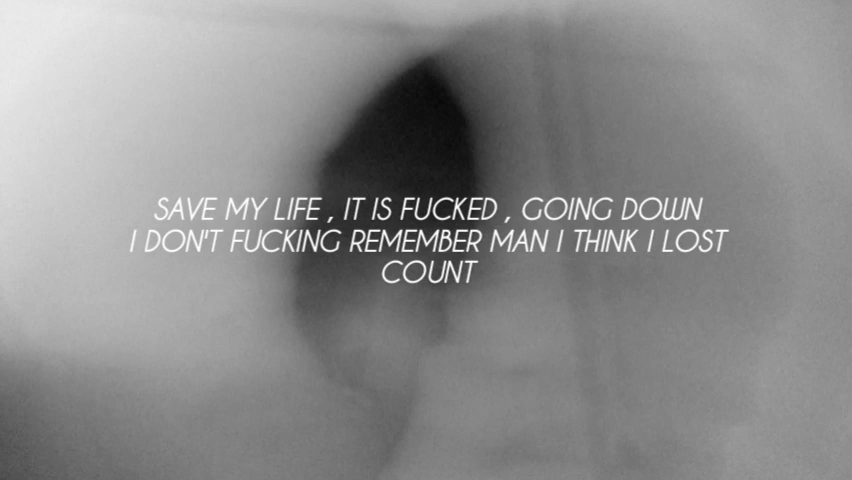 SAVE MY LIFE , IT IS FUCKED , GOING DOWN
I DON'T FUCKING REMEMBER MAN I THINK I LOST
COUNT